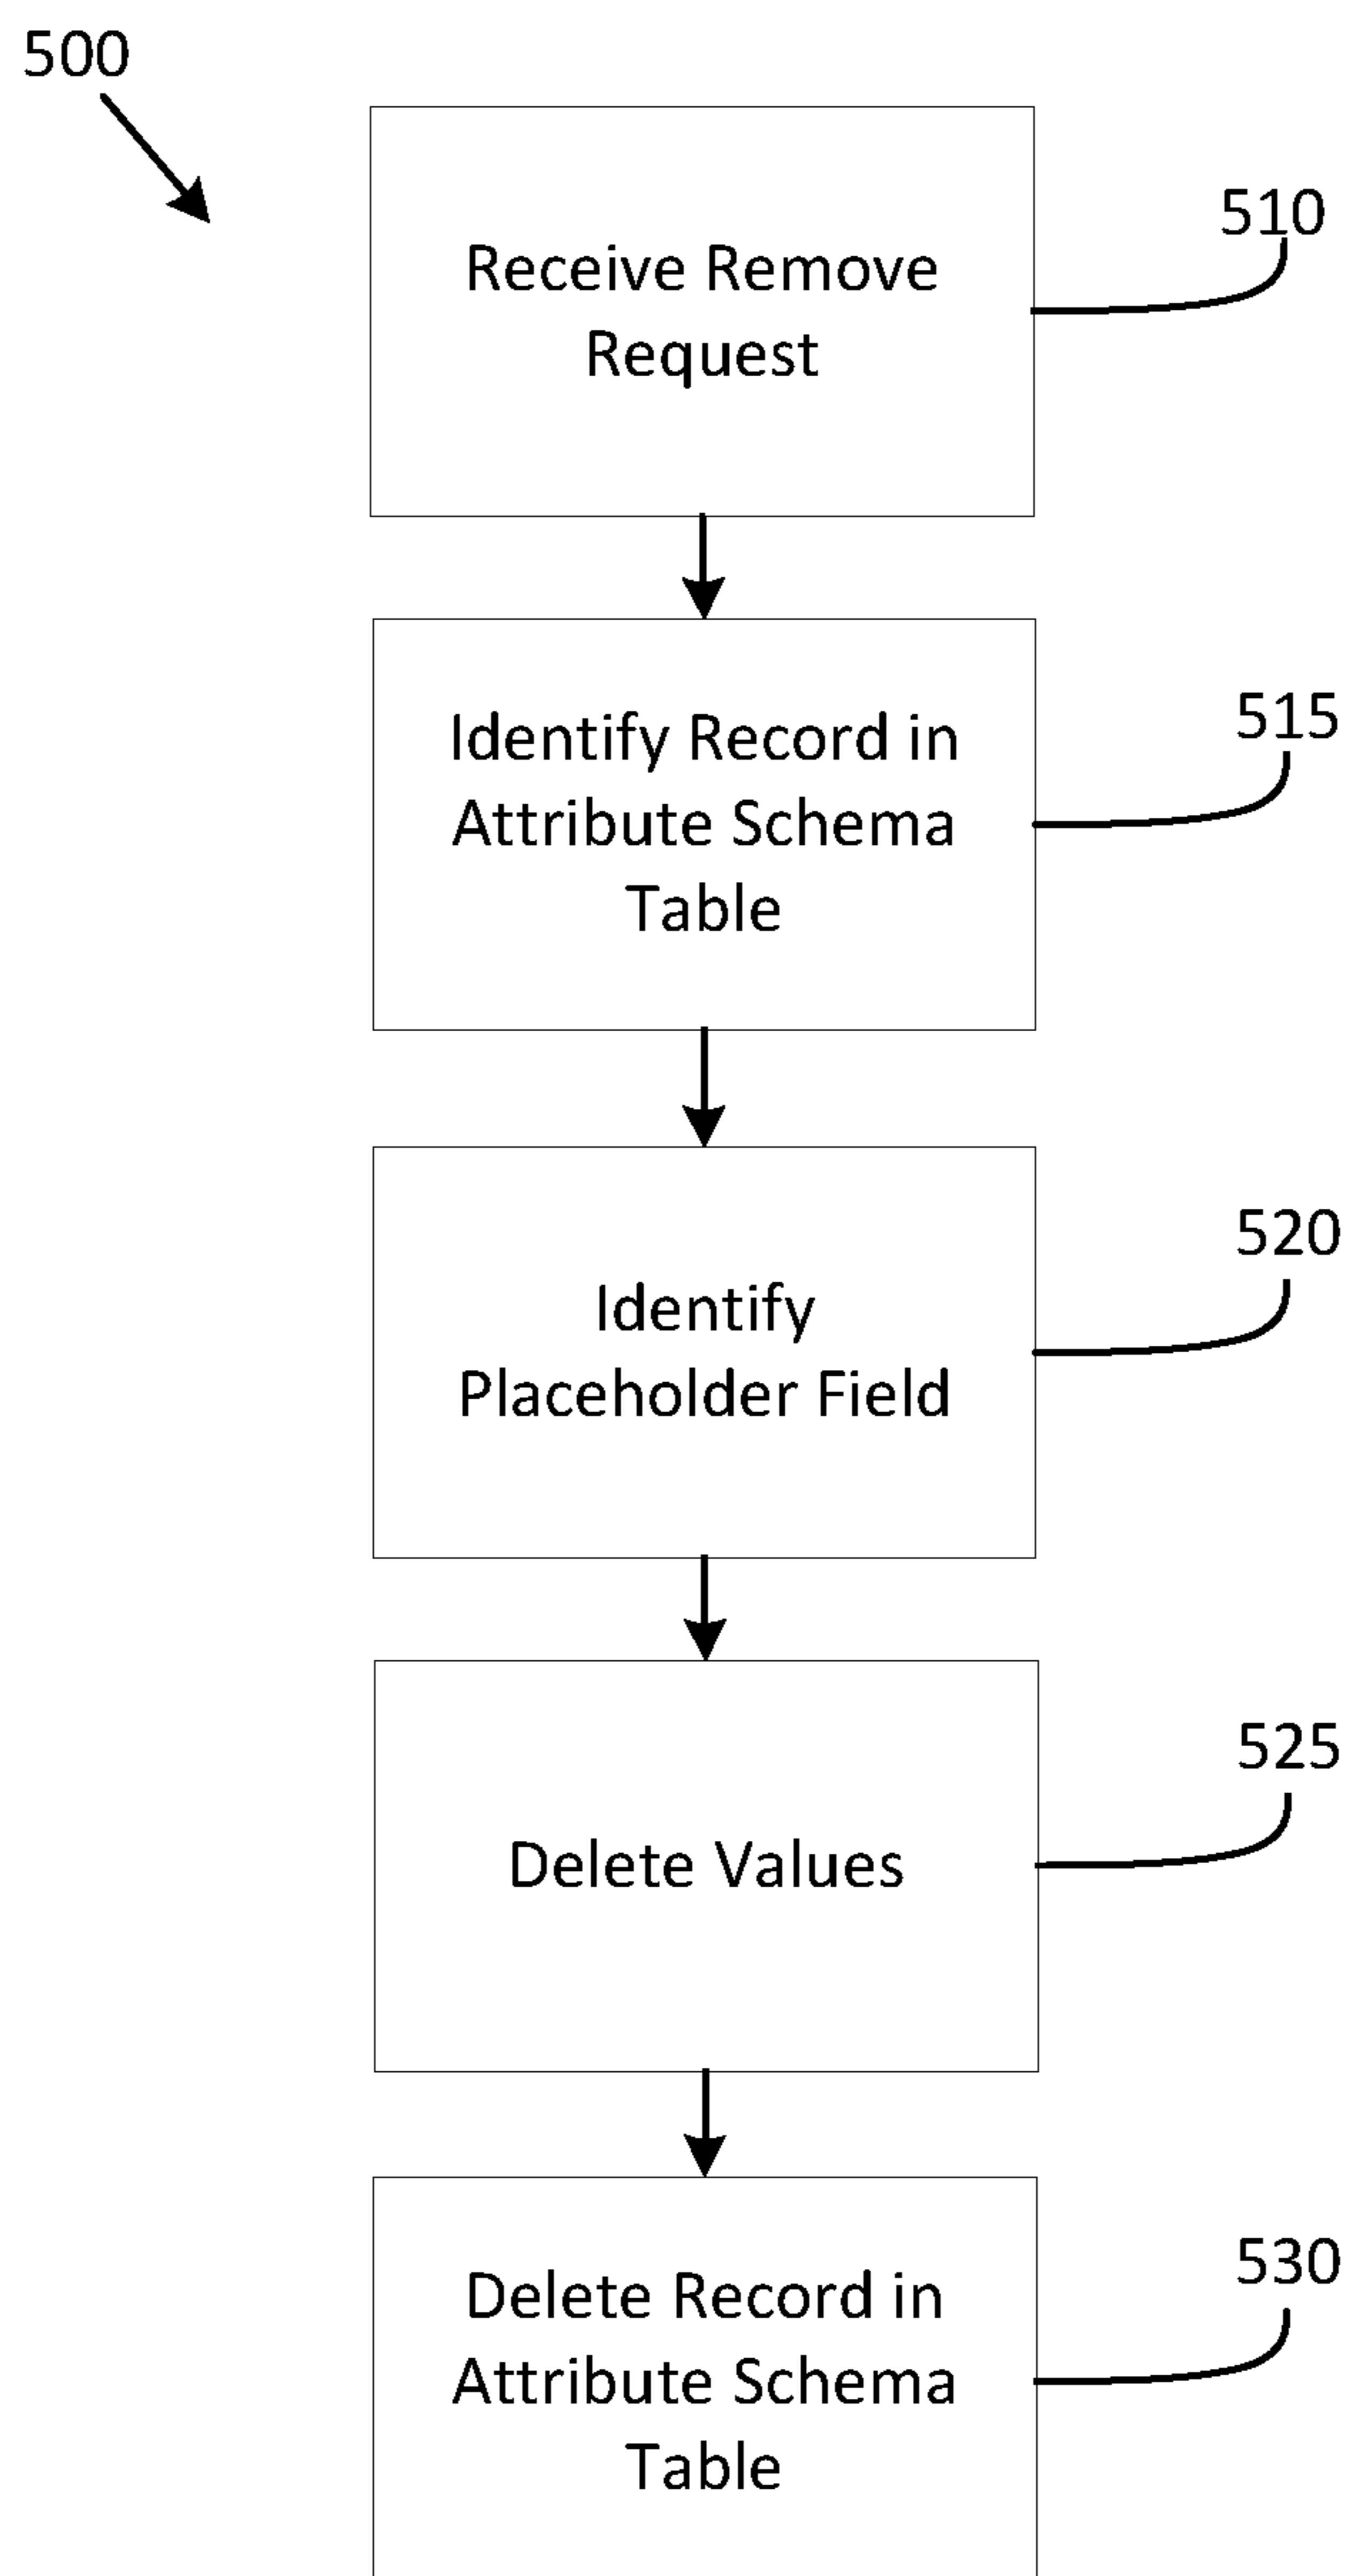 500
Receive Remove
Request
510
Identify Record in
Attribute Schema
Table
515
Identify
Placeholder Field
520
Delete Values
525
Delete Record in
Attribute Schema
Table
530